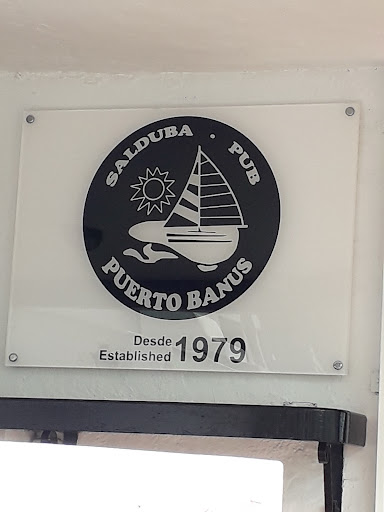 SALDUBA · PUB
PUERTO BANUS
Desde
Established 1979